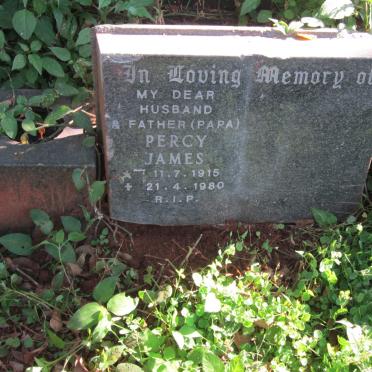 In Loving Memory of
MY DEAR
HUSBAND
& FATHER (PAPA)
PERCY
JAMES
* 11.7.1915
+ 21.4.1980
R.I.P.